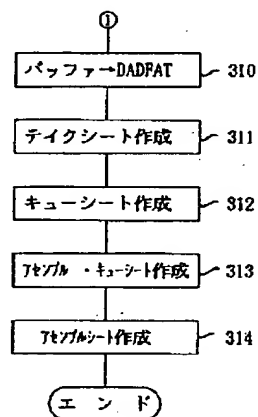 ①
バッファ→DADFAT 310
テイクシート作成 311
キューシート作成 312
アセンブル・キューシート作成 313
アセンブルシート作成 314
エンド